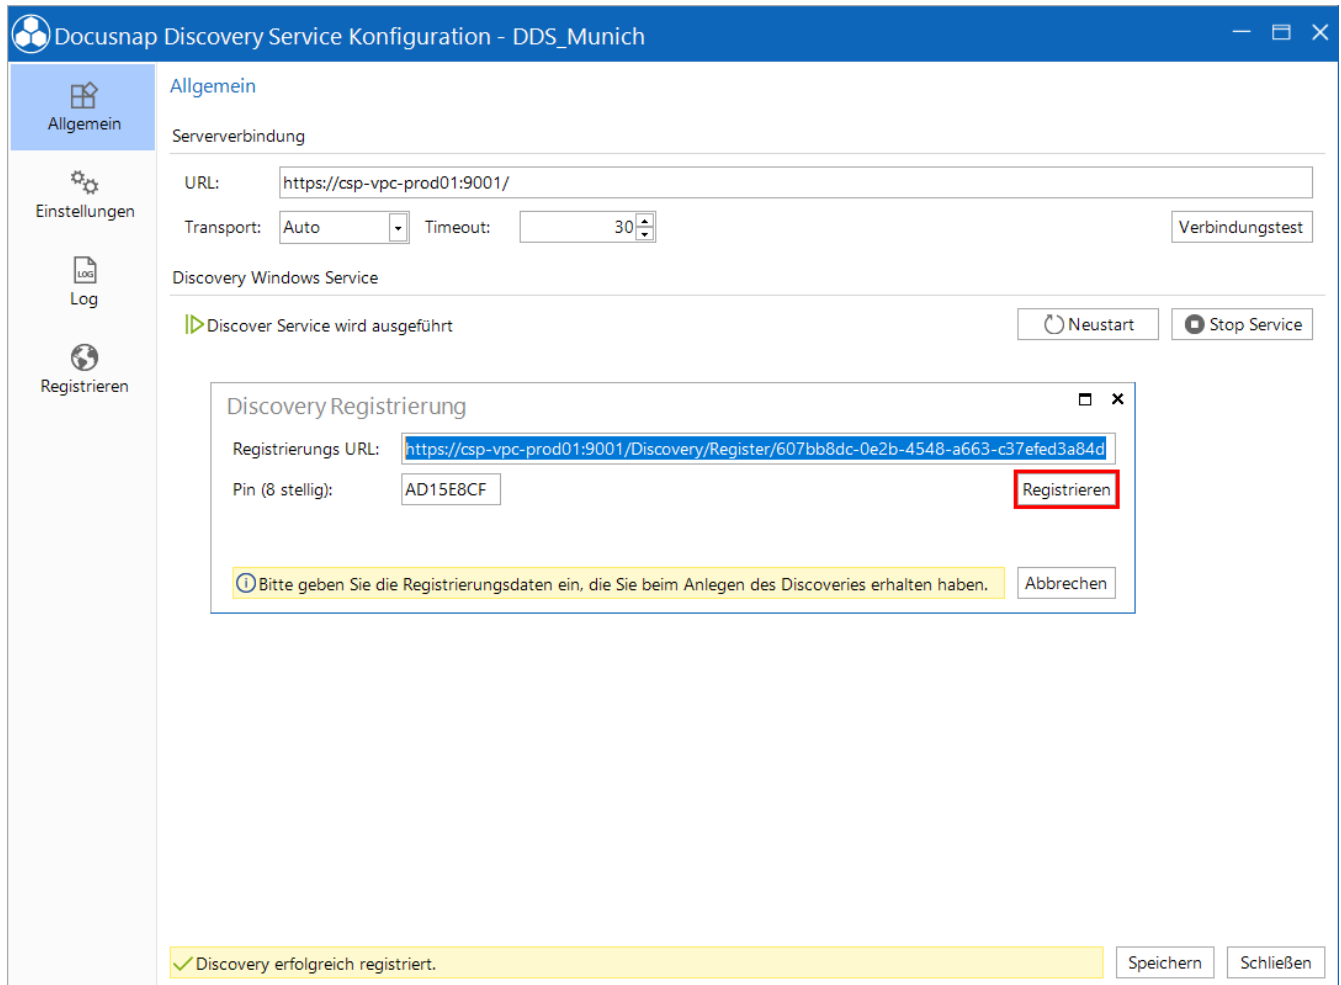 Docusnap Discovery Service Konfiguration - DDS_Munich
Allgemein
Einstellungen
LOG
Log
Registrieren
Allgemein
Serververbindung
URL: https://csp-vpc-prod01:9001/
Transport: Auto Timeout: 30 Verbindungstest
Discovery Windows Service
Discover Service wird ausgeführt Neustart Stop Service
Discovery Registrierung
Registrierungs URL: https://csp-vpc-prod01:9001/Discovery/Register/607bb8dc-0e2b-4548-a663-c37efed3a84d
Pin (8 stellig): AD15E8CF Registrieren
Bitte geben Sie die Registrierungsdaten ein, die Sie beim Anlegen des Discoveries erhalten haben. Abbrechen
Discovery erfolgreich registriert. Speichern Schließen